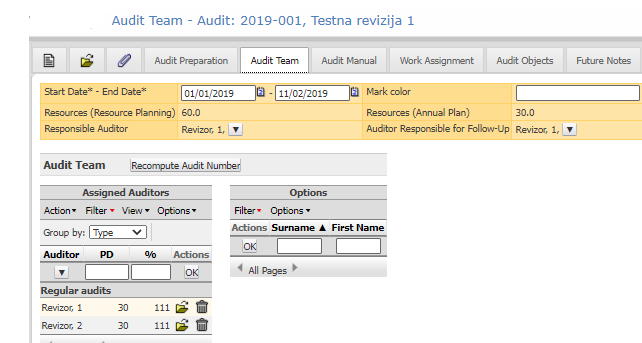 Audit Team - Audit: 2019-001, Testna revizija 1
Audit Preparation Audit Team Audit Manual Work Assignment Audit Objects Future Notes
Start Date* - End Date* 01/01/2019 - 11/02/2019 Mark color
Resources (Resource Planning) 60.0 Resources (Annual Plan) 30.0
Responsible Auditor Revizor, 1, Auditor Responsible for Follow-Up Revizor, 1,
Audit Team Recompute Audit Number
Assigned Auditors
Action Filter View Options
Group by: Type
Auditor PD % Actions
OK
Regular audits
Revizor, 1 30 111
Revizor, 2 30 111
Options
Filter Options
Actions Surname ▲ First Name
OK
All Pages